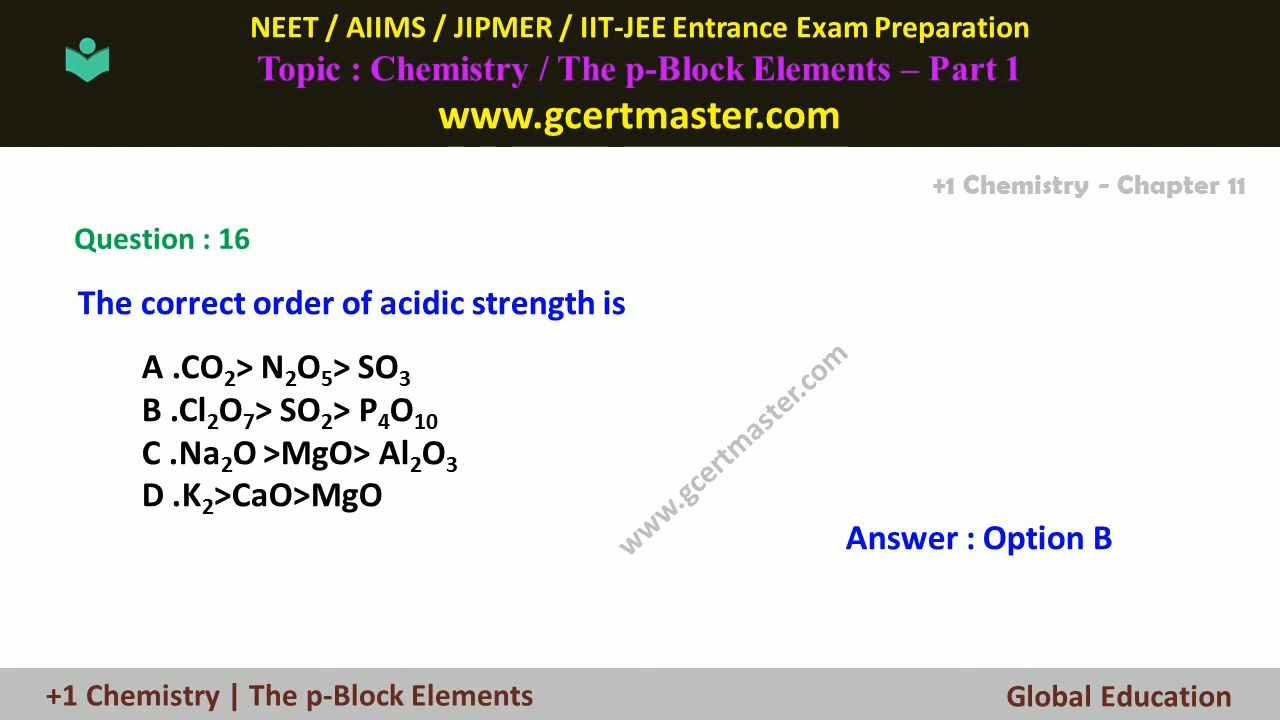 NEET / AIIMS / JIPMER / IIT-JEE Entrance Exam Preparation
Topic : Chemistry / The p-Block Elements – Part 1
www.gcertmaster.com
+1 Chemistry - Chapter 11
Question : 16
The correct order of acidic strength is
A .CO₂> N₂O₅> SO₃
B .Cl₂O₇> SO₂> P₄O₁₀
C .Na₂O >MgO> Al₂O₃
D .K₂>CaO>MgO
www.gcertmaster.com
Answer : Option B
+1 Chemistry | The p-Block Elements
Global Education